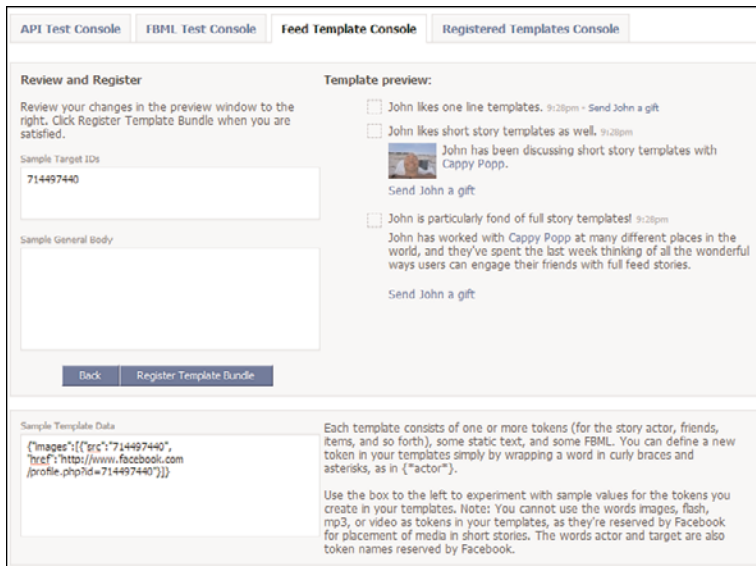 API Test Console
FBML Test Console
Feed Template Console
Registered Templates Console
Review and Register
Review your changes in the preview window to the
right. Click Register Template Bundle when you are
satisfied.
Sample Target IDs
714497440
Sample General Body
Back
Register Template Bundle
Template preview:
John likes one line templates. 9:28pm - Send John a gift
John likes short story templates as well. 9:28pm
John has been discussing short story templates with
Cappy Popp.
Send John a gift
John is particularly fond of full story templates! 9:28pm
John has worked with Cappy Popp at many different places in the
world, and they've spent the last week thinking of all the wonderful
ways users can engage their friends with full feed stories.
Send John a gift
Sample Template Data
{"images":[{"src":"714497440",
"href":"http://www.facebook.com
/profile.php?id=714497440"}]}
Each template consists of one or more tokens (for the story actor, friends,
items, and so forth), some static text, and some FBML. You can define a new
token in your templates simply by wrapping a word in curly braces and
asterisks, as in {*actor*}.
Use the box to the left to experiment with sample values for the tokens you
create in your templates. Note: You cannot use the words images, flash,
mp3, or video as tokens in your templates, as they're reserved by Facebook
for placement of media in short stories. The words actor and target are also
token names reserved by Facebook.